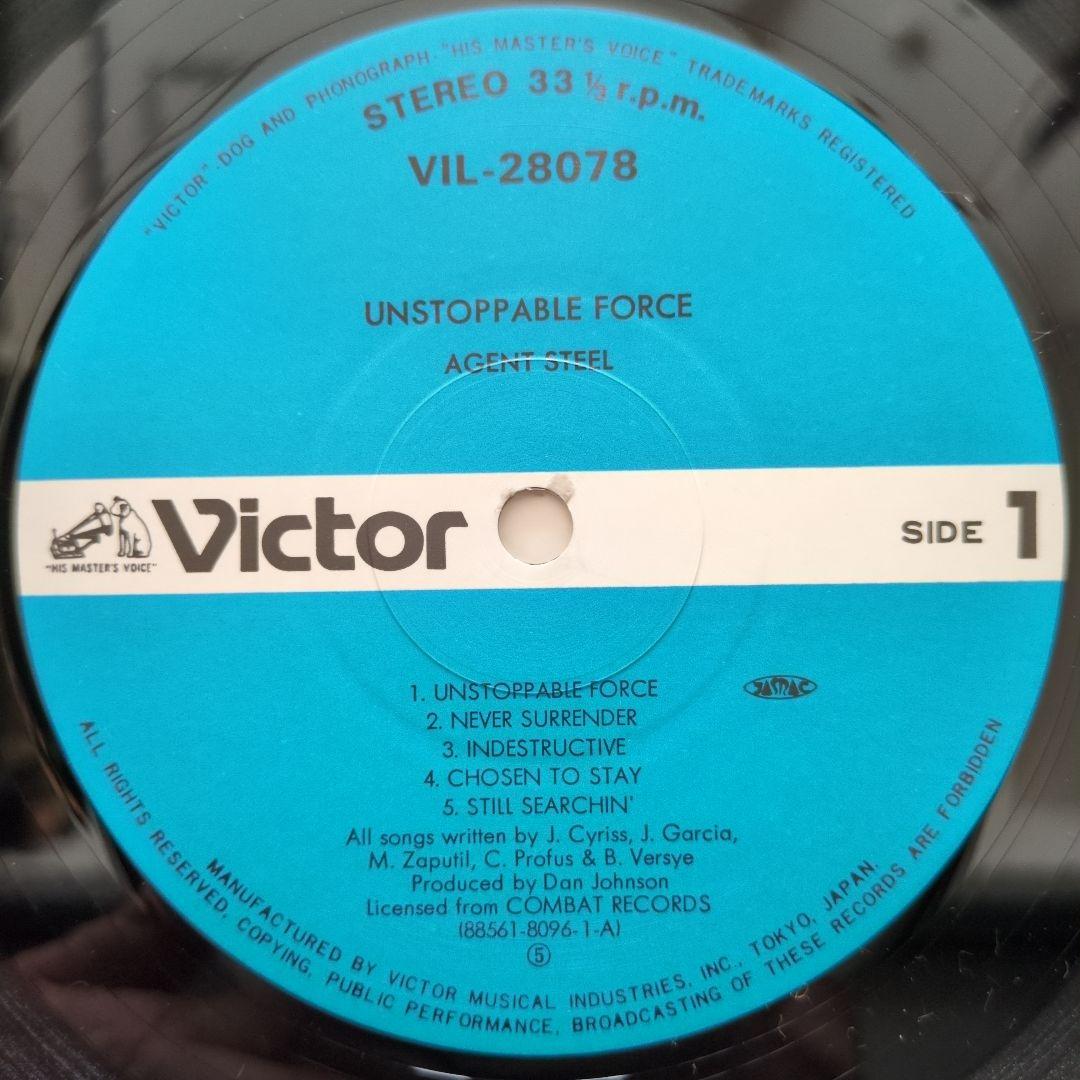 "VICTOR"-DOG AND PHONOGRAPH-"HIS MASTER'S VOICE" TRADEMARKS REGISTERED
STEREO 33 ⅓ r.p.m.
VIL-28078
UNSTOPPABLE FORCE
AGENT STEEL
Victor
"HIS MASTER'S VOICE"
SIDE 1
1. UNSTOPPABLE FORCE
JASRAC
2. NEVER SURRENDER
3. INDESTRUCTIVE
4. CHOSEN TO STAY
5. STILL SEARCHIN'
All songs written by J. Cyriss, J. Garcia,
M. Zaputil, C. Profus & B. Versye
Produced by Dan Johnson
Licensed from COMBAT RECORDS
(88561-8096-1-A)
⑤
MANUFACTURED BY VICTOR MUSICAL INDUSTRIES, INC., TOKYO, JAPAN.
ALL RIGHTS RESERVED, COPYING, PUBLIC PERFORMANCE, BROADCASTING OF THESE RECORDS ARE FORBIDDEN